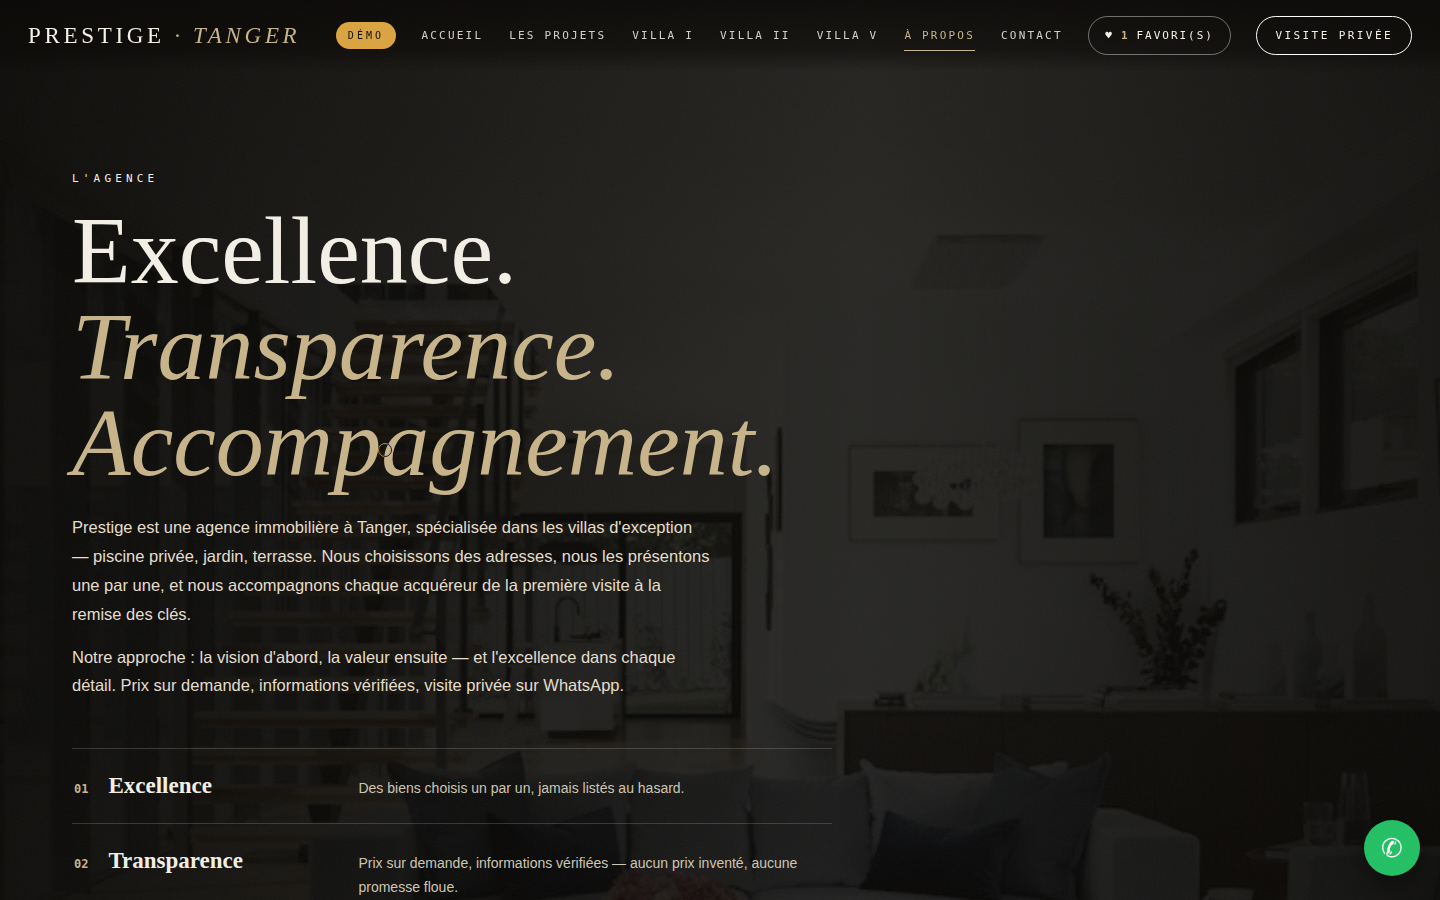 PRESTIGE · TANGER
DÉMO
ACCUEIL
LES PROJETS
VILLA I
VILLA II
VILLA V
À PROPOS
CONTACT
♥ 1 FAVORI(S)
VISITE PRIVÉE
L'AGENCE
Excellence.
Transparence.
Accompagnement.
Prestige est une agence immobilière à Tanger, spécialisée dans les villas d'exception
— piscine privée, jardin, terrasse. Nous choisissons des adresses, nous les présentons
une par une, et nous accompagnons chaque acquéreur de la première visite à la
remise des clés.
Notre approche : la vision d'abord, la valeur ensuite — et l'excellence dans chaque
détail. Prix sur demande, informations vérifiées, visite privée sur WhatsApp.
01 Excellence Des biens choisis un par un, jamais listés au hasard.
02 Transparence Prix sur demande, informations vérifiées — aucun prix inventé, aucune
promesse floue.